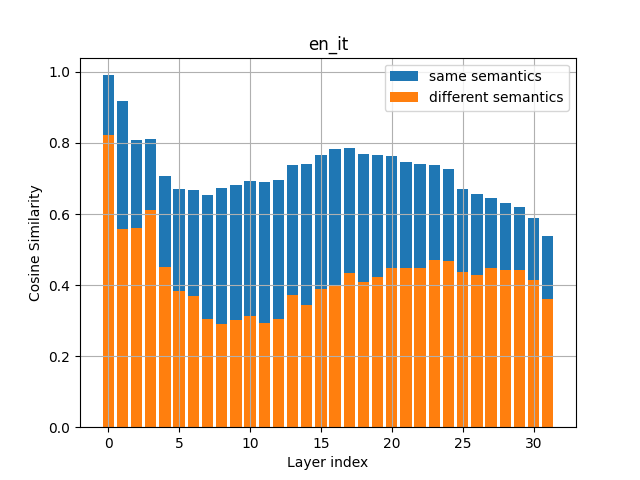 en_it
same semantics
different semantics
Cosine Similarity
1.0
0.8
0.6
0.4
0.2
0.0
0 5 10 15 20 25 30
Layer index